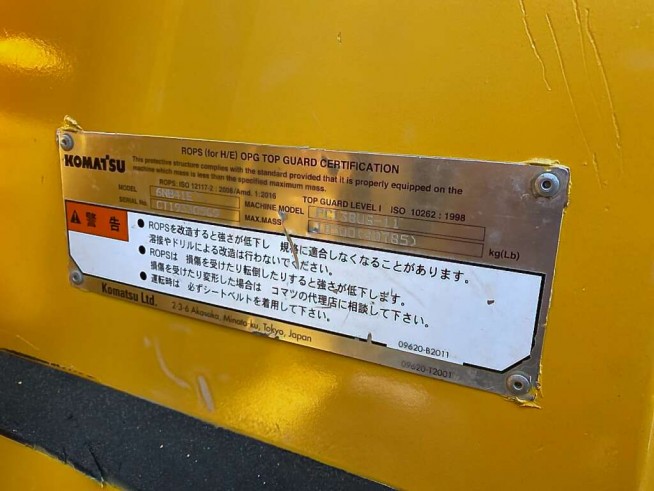 ROPS (for H/E) OPG TOP GUARD CERTIFICATION
KOMATSU
This protective structure complies with the standard provided that it is properly equipped on the
machine which mass is less than the specified maximum mass.
ROPS: ISO 12117-2 : 2008/Amd. 1:2016 TOP GUARD LEVEL I ISO 10262 : 1998
MODEL
MACHINE MODEL
SERIAL No.
MAX.MASS
kg(Lb)
警告
● ROPSを改造すると強さが低下し 規格に適合しなくなることがあります。
溶接やドリルによる改造は行わないでください。
● ROPSは 損傷を受けたり転倒したりすると強さが低下します。
損傷を受けたり変形した場合は コマツの代理店に相談して下さい。
● 運転時は 必ずシートベルトを着用して下さい。
09620-B2011
Komatsu Ltd. 2-3-6 Akasaka, Minato-ku, Tokyo, Japan
09620-T2001